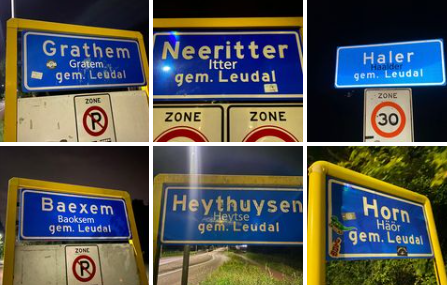 Grathem
Gratem
gem. Leudal
ZONE
P
Neeritter
Itter
gem. Leudal
ZONE
ZONE
Haler
Haalder
gem. Leudal
ZONE
30
Baexem
Baoksem
gem. Leudal
ZONE
P
Heythuysen
Heytse
gem. Leudal
Horn
Häör
gem. Leudal